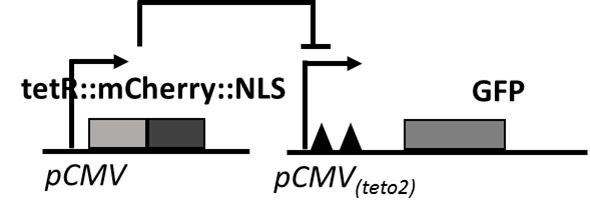 tetR::mCherry::NLS
GFP
pCMV
pCMV(teto2)